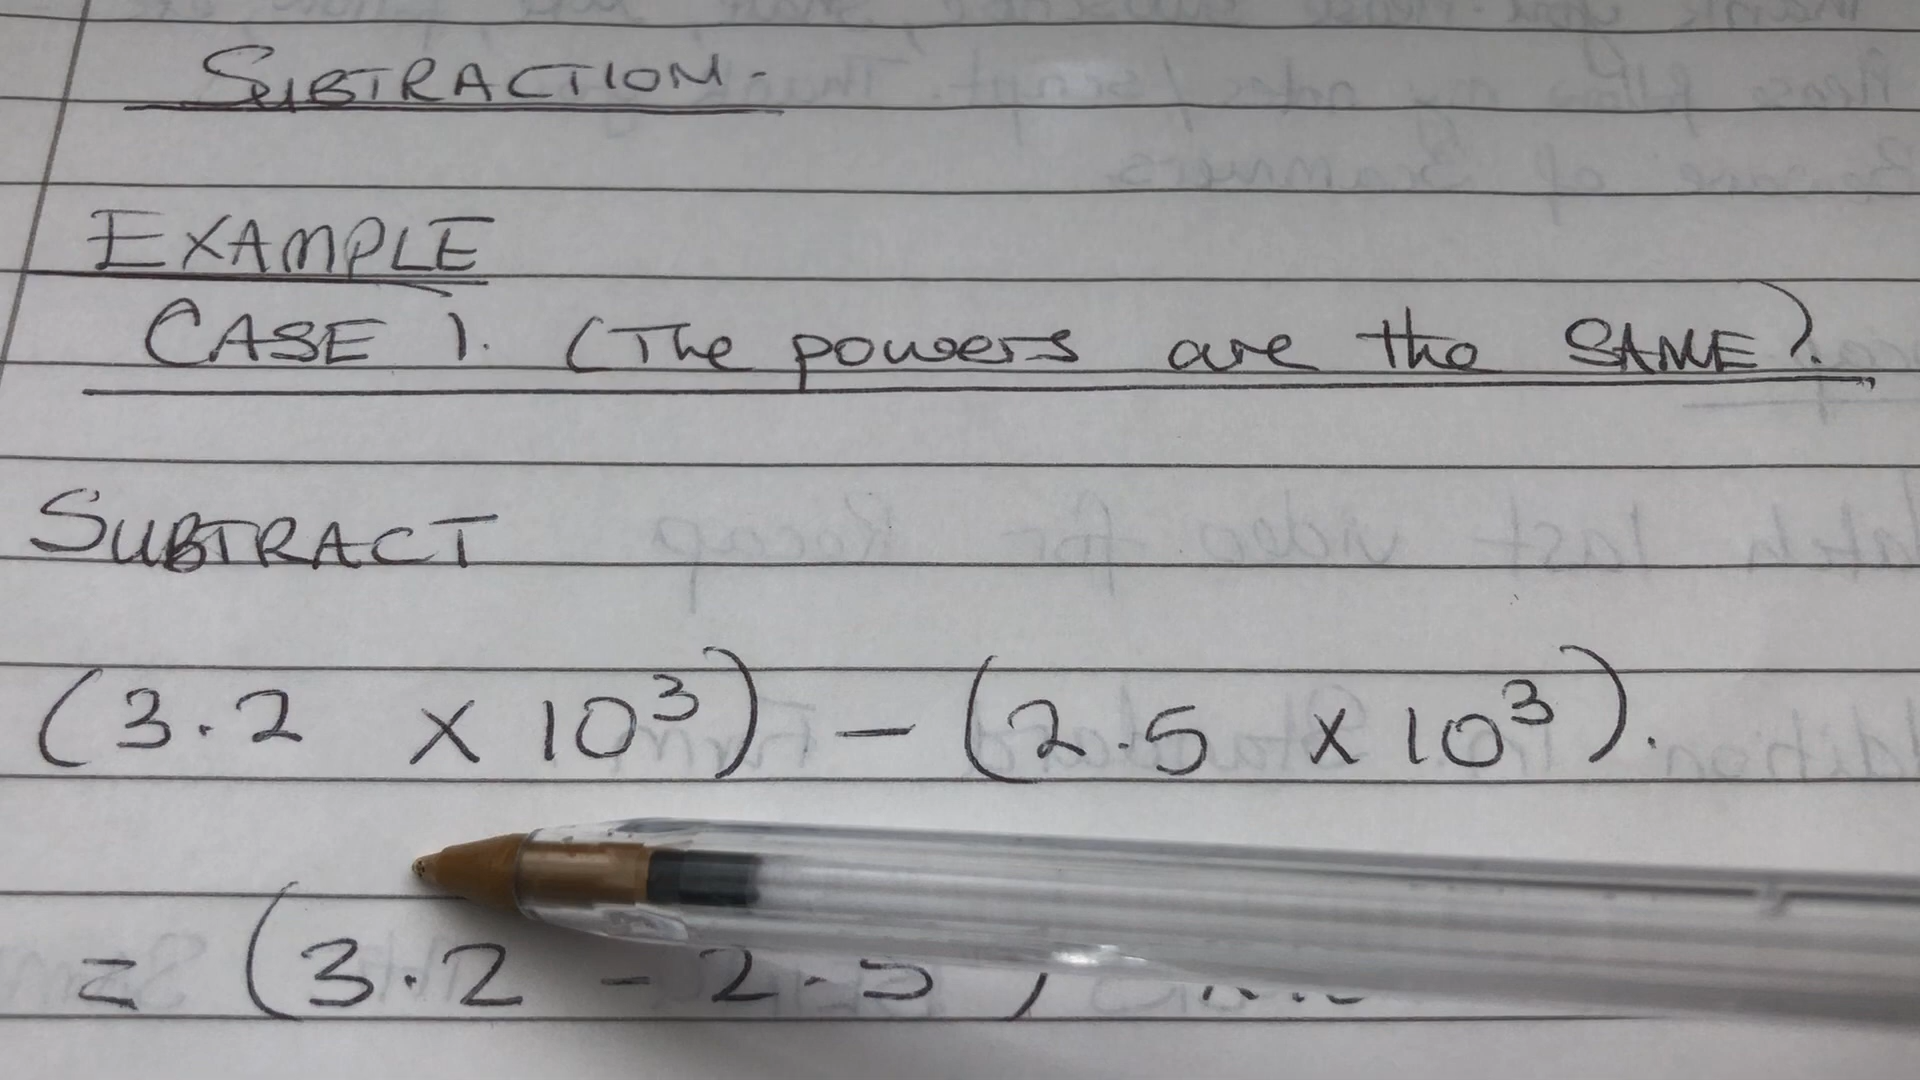 SUBTRACTION.
EXAMPLE
CASE 1. (The powers are the SAME).
SUBTRACT
(3.2 x 10³) - (2.5 x 10³).
= (3.2 - 2.5)